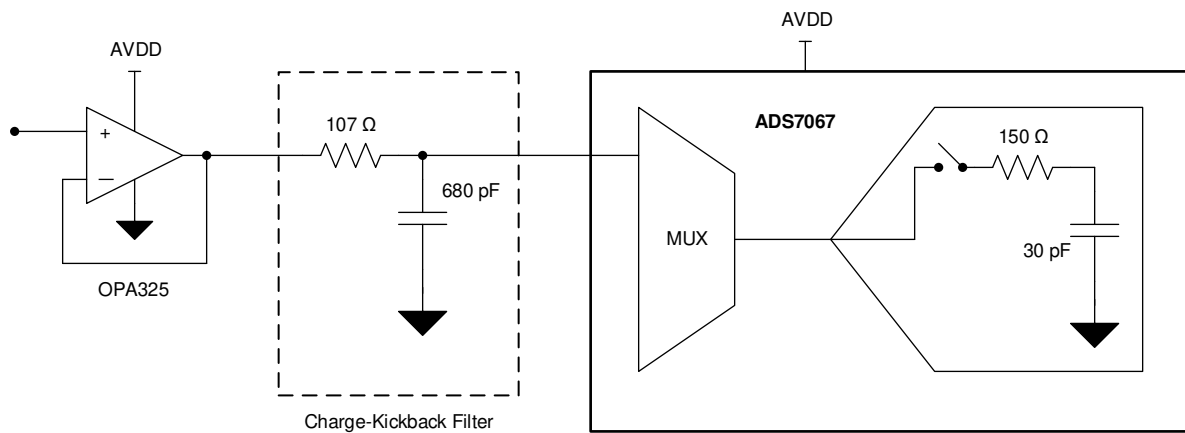 AVDD
AVDD
107 Ω
ADS7067
150 Ω
+
680 pF
−
MUX
30 pF
OPA325
Charge-Kickback Filter